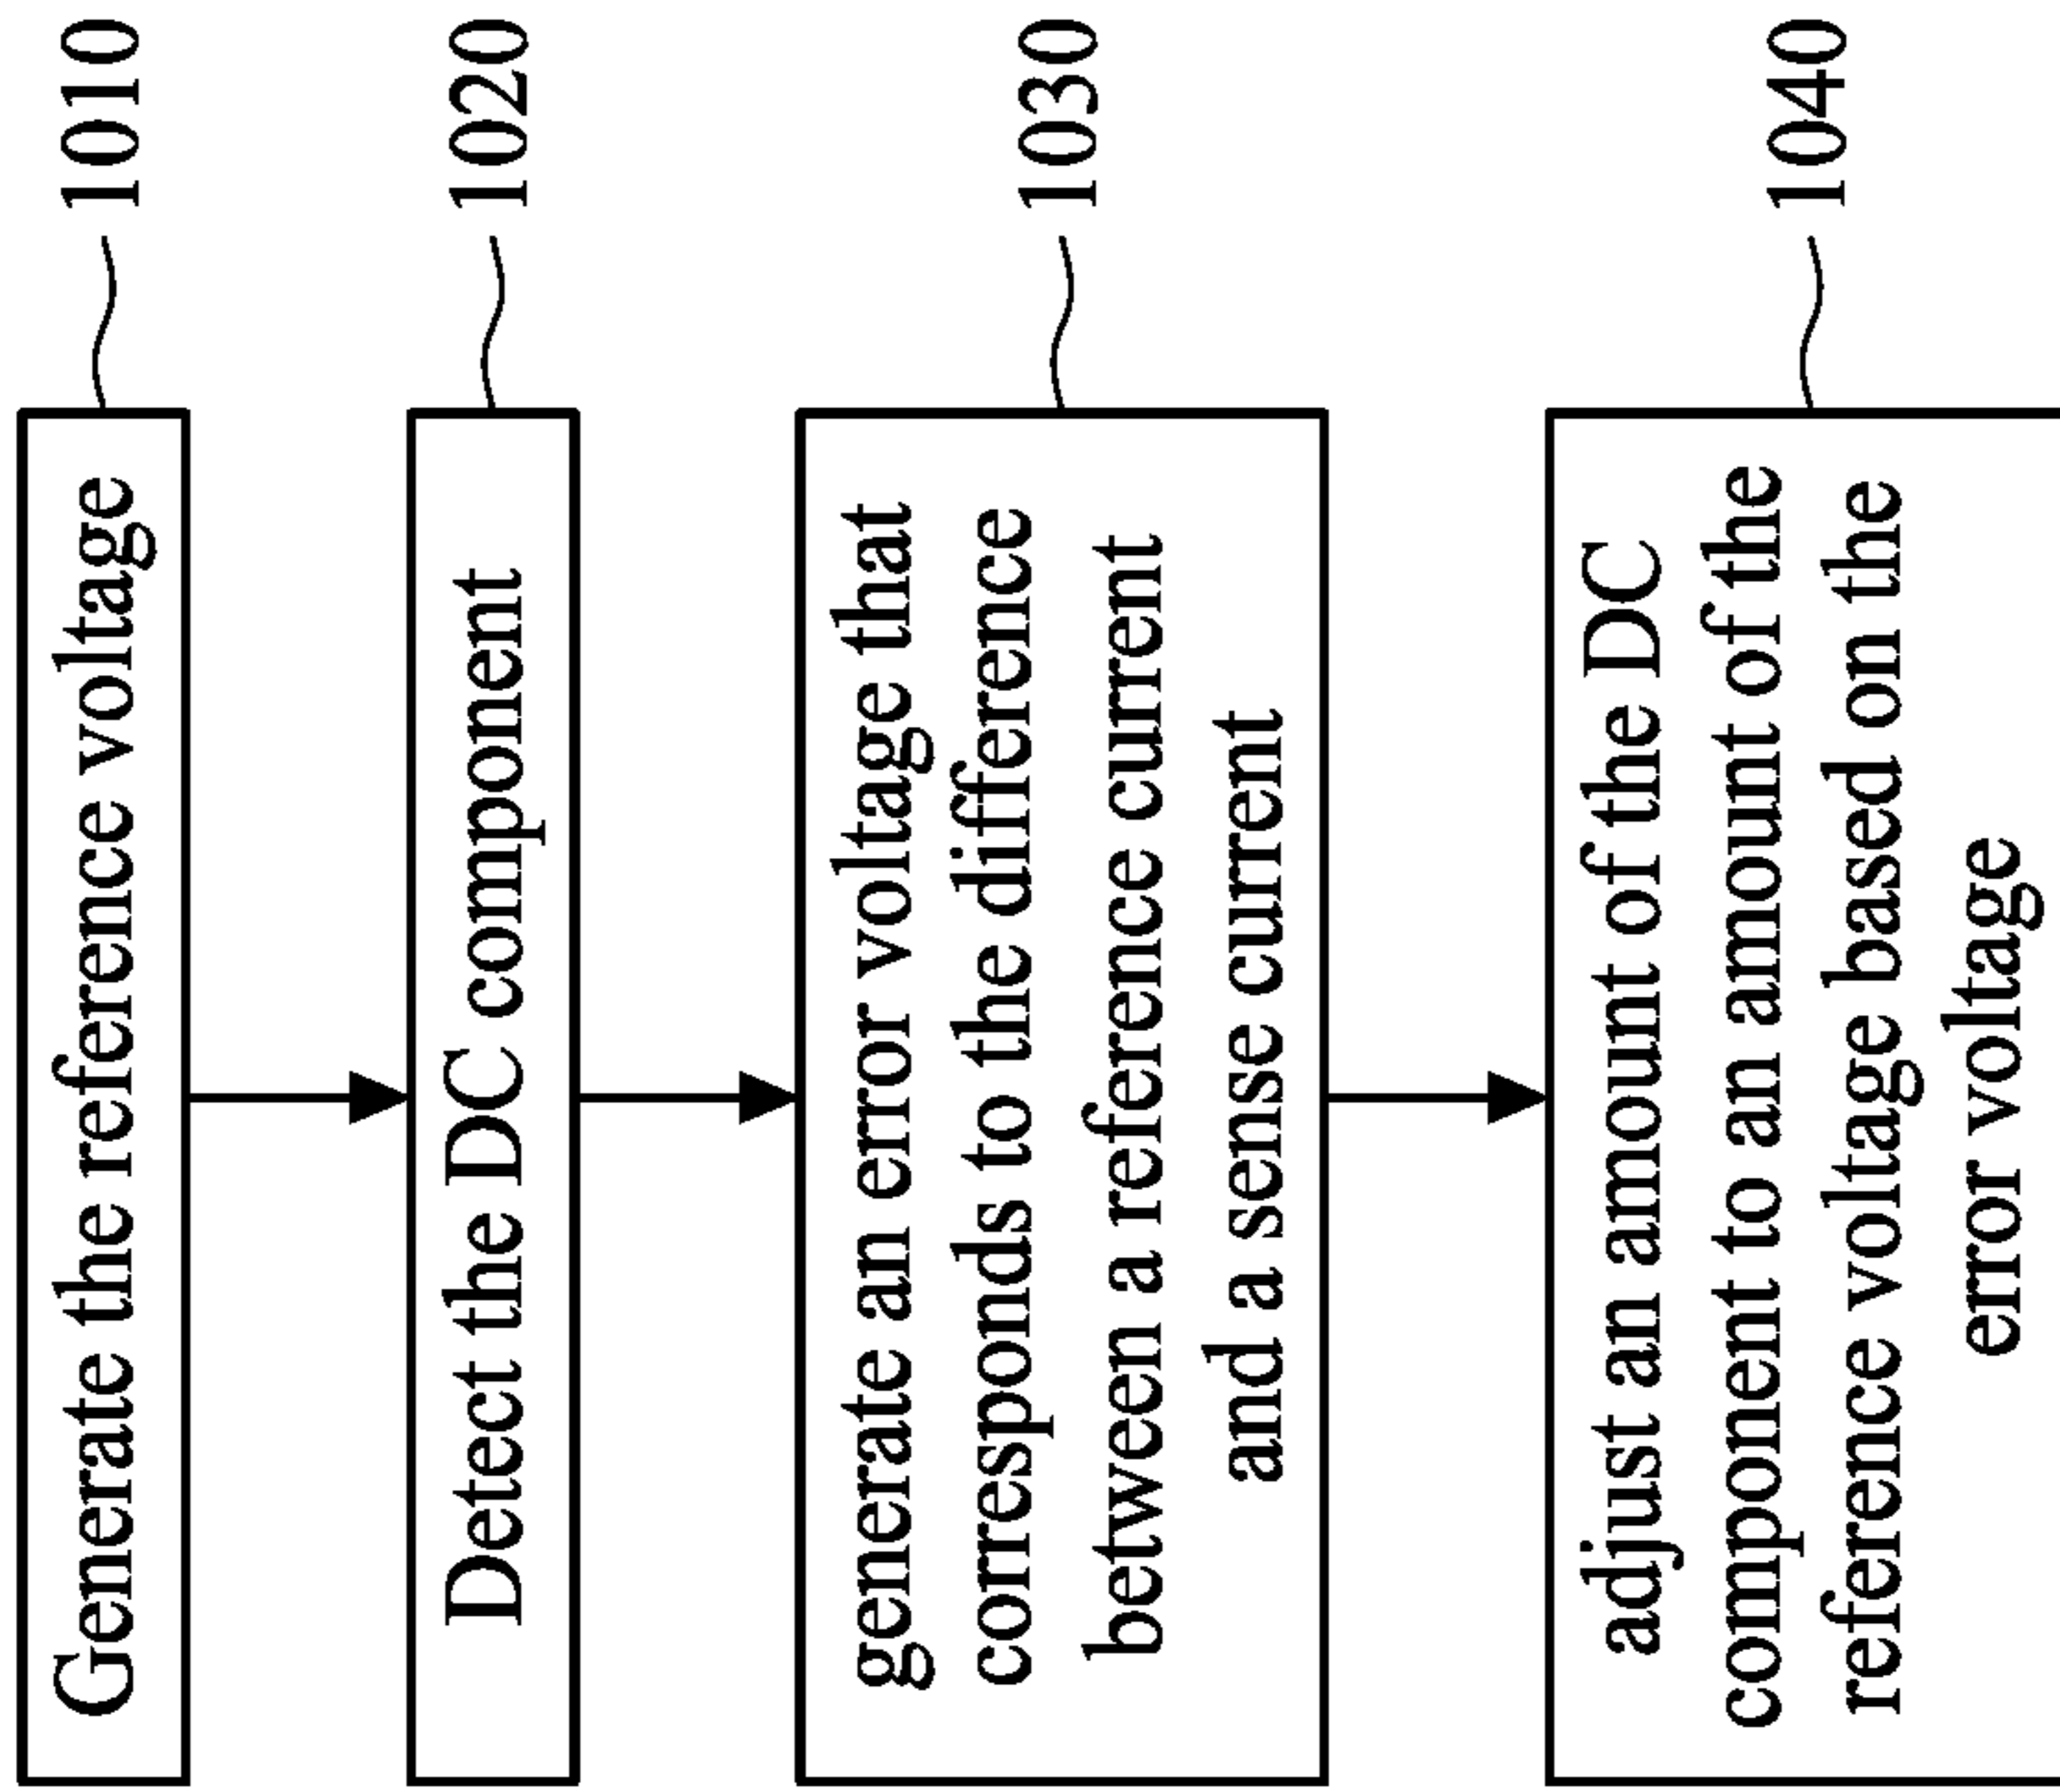 Generate the reference voltage
1010
Detect the DC component
1020
generate an error voltage that
corresponds to the difference
between a reference current
and a sense current
1030
adjust an amount of the DC
component to an amount of the
reference voltage based on the
error voltage
1040